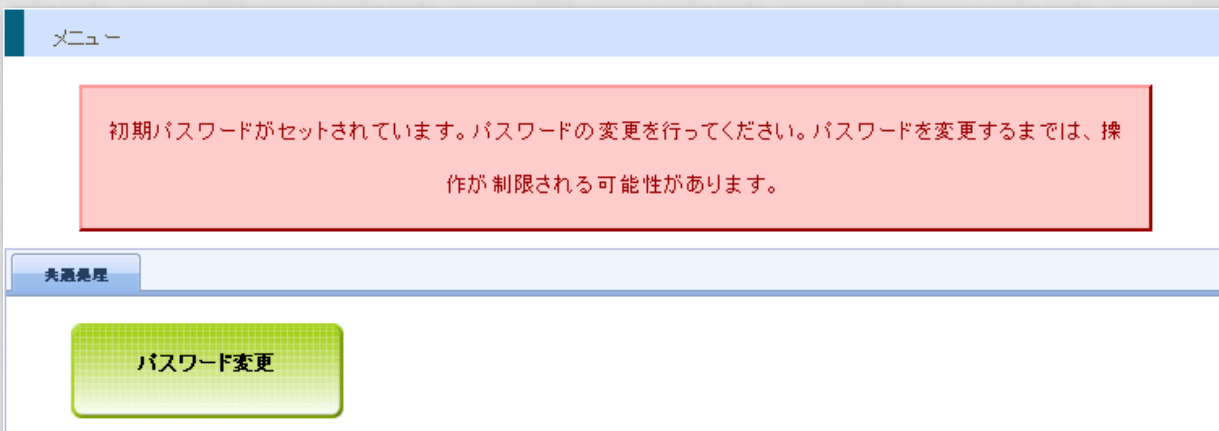 メニュー
初期パスワードがセットされています。パスワードの変更を行ってください。パスワードを変更するまでは、操
作が制限される可能性があります。
共通処理
パスワード変更